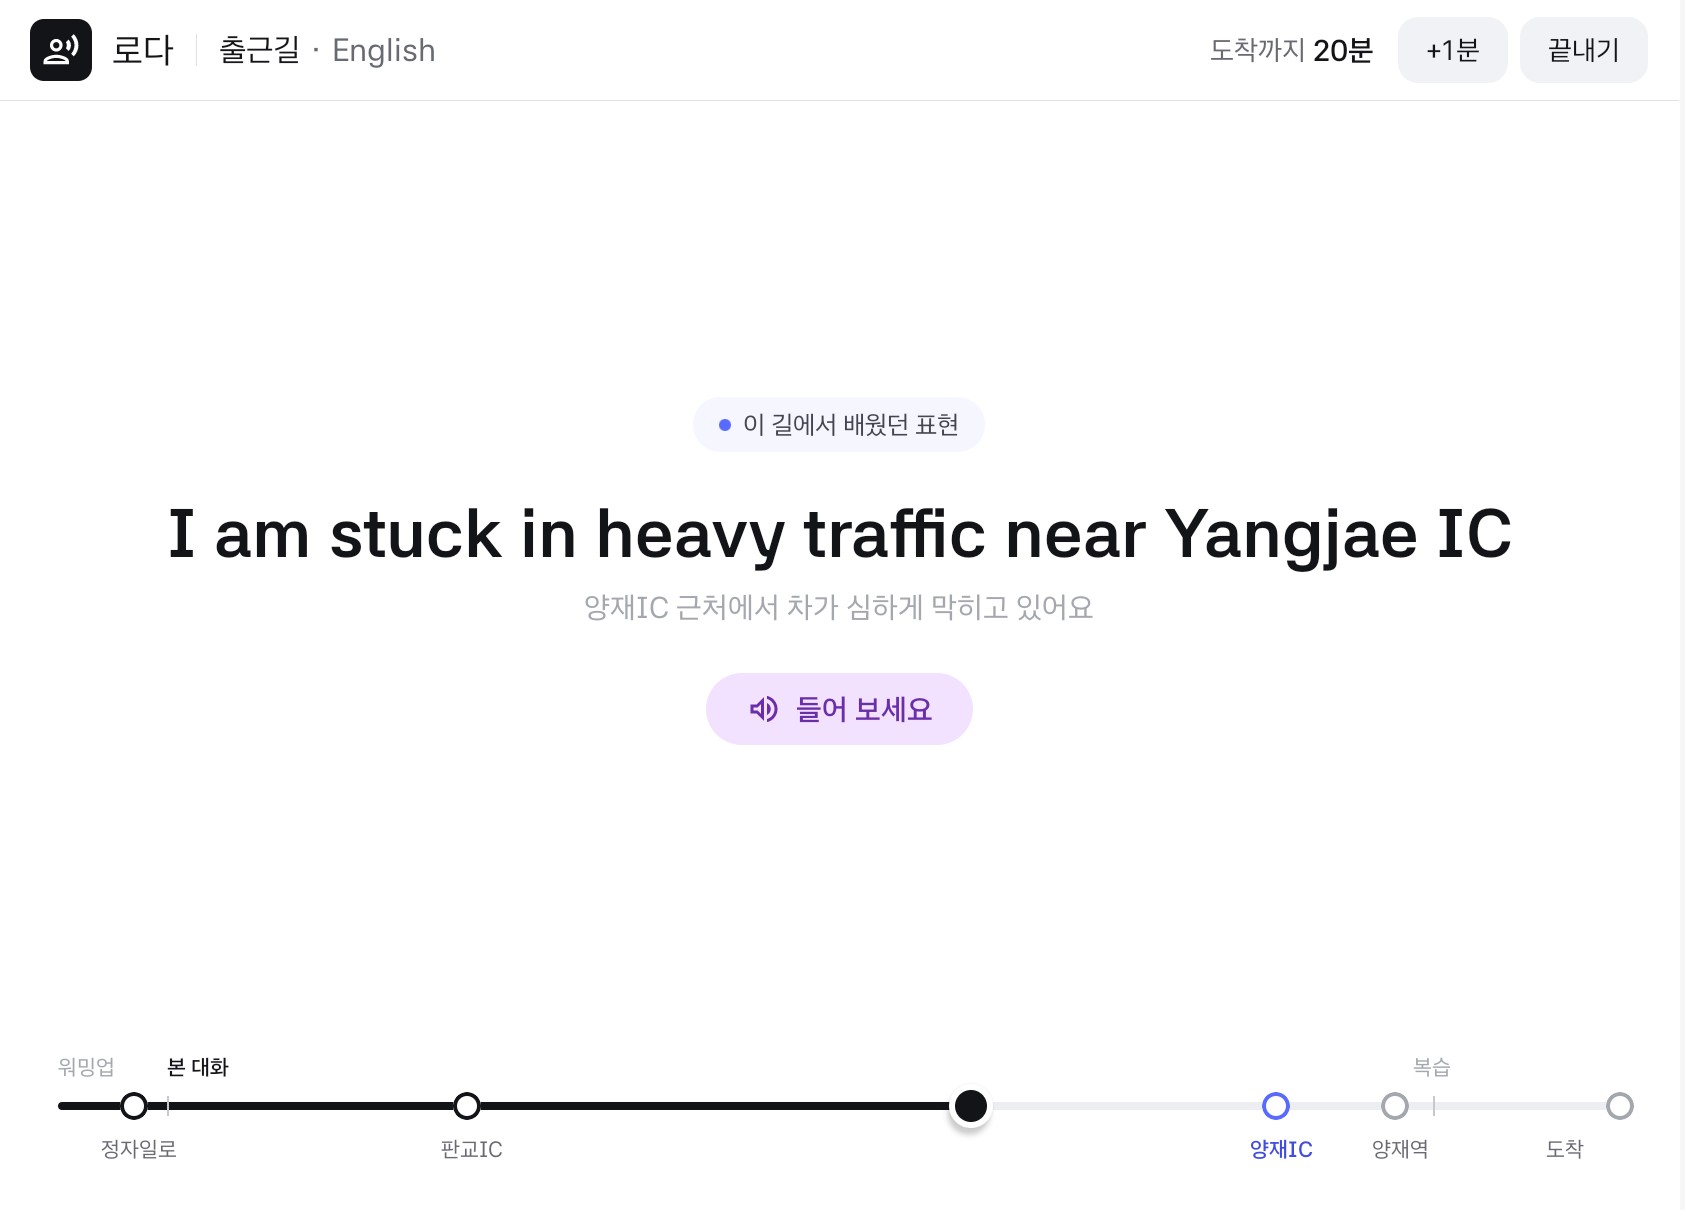 로다 출근길 · English 도착까지 20분 +1분 끝내기
이 길에서 배웠던 표현
I am stuck in heavy traffic near Yangjae IC
양재IC 근처에서 차가 심하게 막히고 있어요
들어 보세요
워밍업 본 대화 복습
정자일로 판교IC 양재IC 양재역 도착